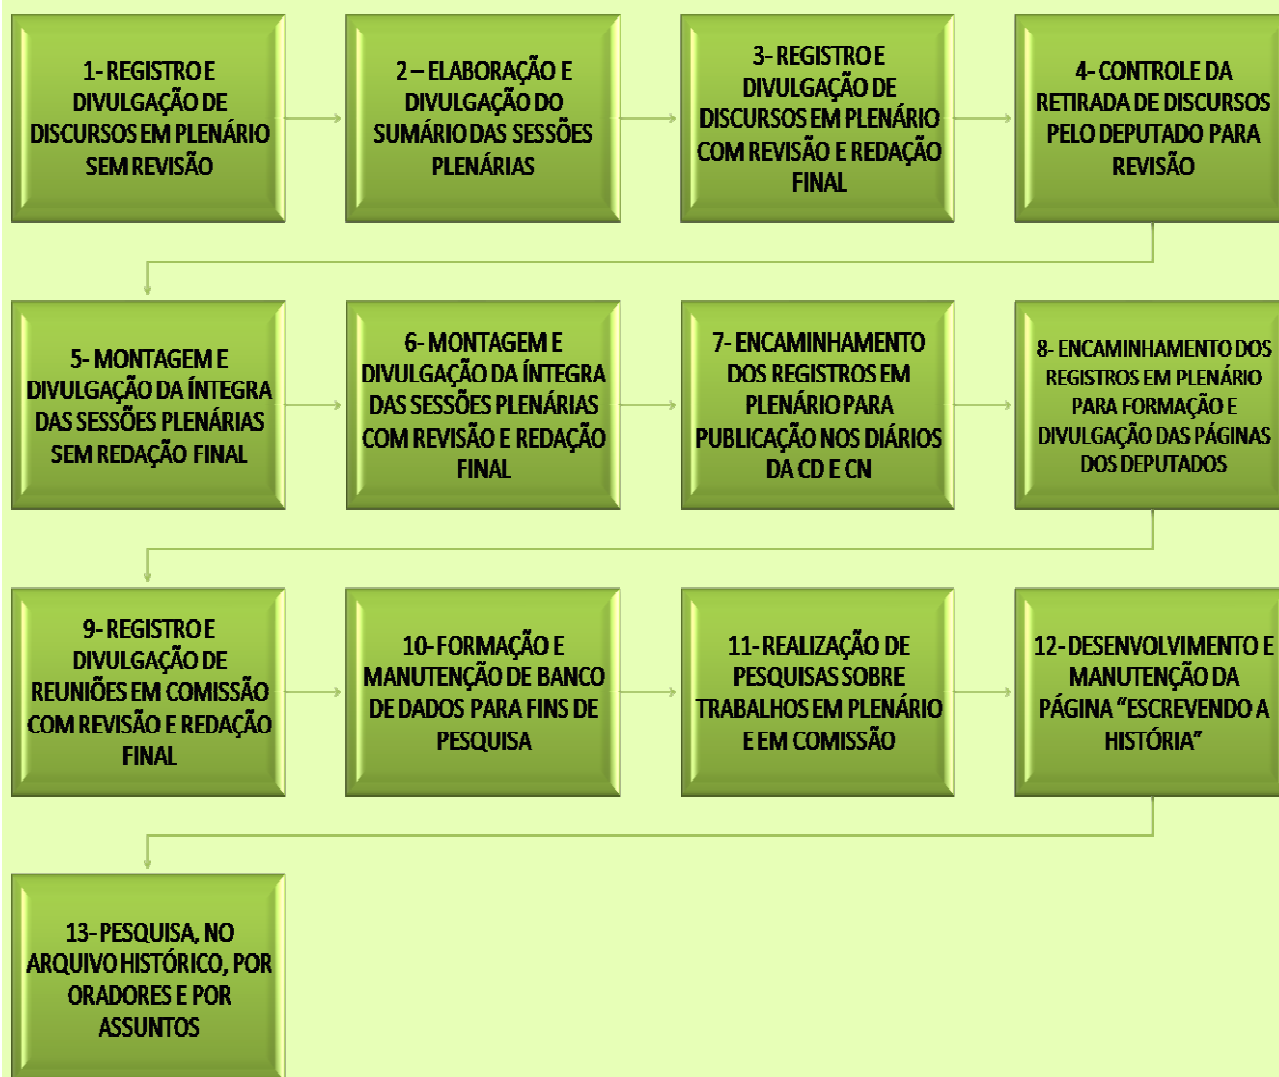 1- REGISTRO E
DIVULGAÇÃO DE
DISCURSOS EM PLENÁRIO
SEM REVISÃO
2 – ELABORAÇÃO E
DIVULGAÇÃO DO
SUMÁRIO DAS SESSÕES
PLENÁRIAS
3- REGISTRO E
DIVULGAÇÃO DE
DISCURSOS EM PLENÁRIO
COM REVISÃO E REDAÇÃO
FINAL
4- CONTROLE DA
RETIRADA DE DISCURSOS
PELO DEPUTADO PARA
REVISÃO
5- MONTAGEM E
DIVULGAÇÃO DA ÍNTEGRA
DAS SESSÕES PLENÁRIAS
SEM REDAÇÃO FINAL
6- MONTAGEM E
DIVULGAÇÃO DA ÍNTEGRA
DAS SESSÕES PLENÁRIAS
COM REVISÃO E REDAÇÃO
FINAL
7- ENCAMINHAMENTO
DOS REGISTROS EM
PLENÁRIO PARA
PUBLICAÇÃO NOS DIÁRIOS
DA CD E CN
8- ENCAMINHAMENTO DOS
REGISTROS EM PLENÁRIO
PARA FORMAÇÃO E
DIVULGAÇÃO DAS PÁGINAS
DOS DEPUTADOS
9- REGISTRO E
DIVULGAÇÃO DE
REUNIÕES EM COMISSÃO
COM REVISÃO E REDAÇÃO
FINAL
10- FORMAÇÃO E
MANUTENÇÃO DE BANCO
DE DADOS PARA FINS DE
PESQUISA
11- REALIZAÇÃO DE
PESQUISAS SOBRE
TRABALHOS EM PLENÁRIO
E EM COMISSÃO
12- DESENVOLVIMENTO E
MANUTENÇÃO DA
PÁGINA “ESCREVENDO A
HISTÓRIA”
13- PESQUISA, NO
ARQUIVO HISTÓRICO, POR
ORADORES E POR
ASSUNTOS